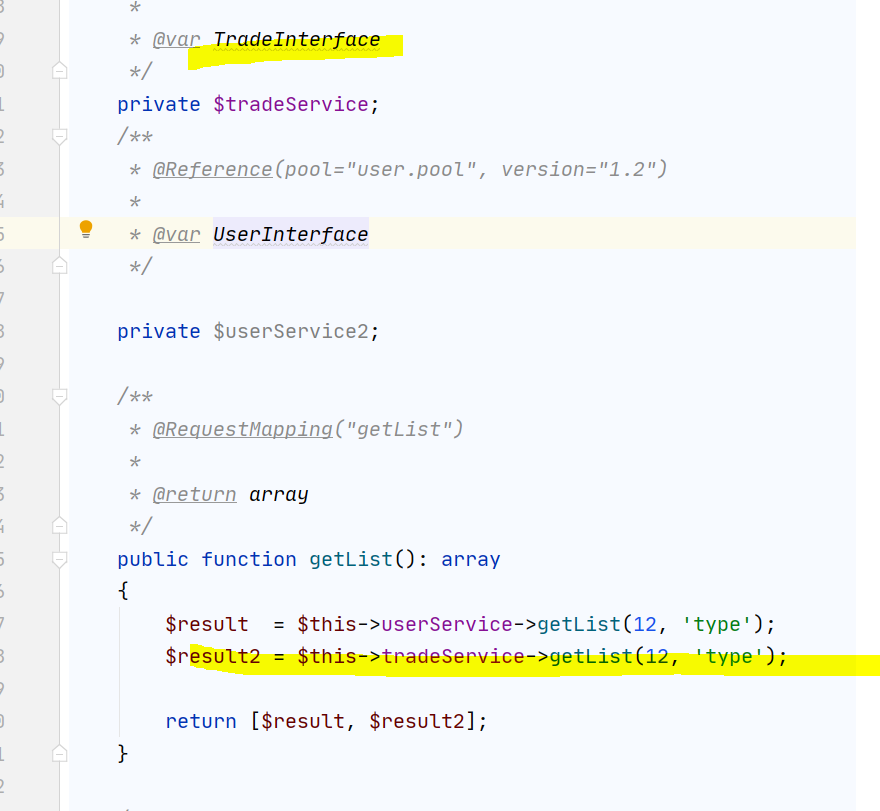 *
* @var TradeInterface
*/
private $tradeService;
/**
* @Reference(pool="user.pool", version="1.2")
*
* @var UserInterface
*/
private $userService2;
/**
* @RequestMapping("getList")
*
* @return array
*/
public function getList(): array
{
$result  = $this->userService->getList(12, 'type');
$result2 = $this->tradeService->getList(12, 'type');
return [$result, $result2];
}